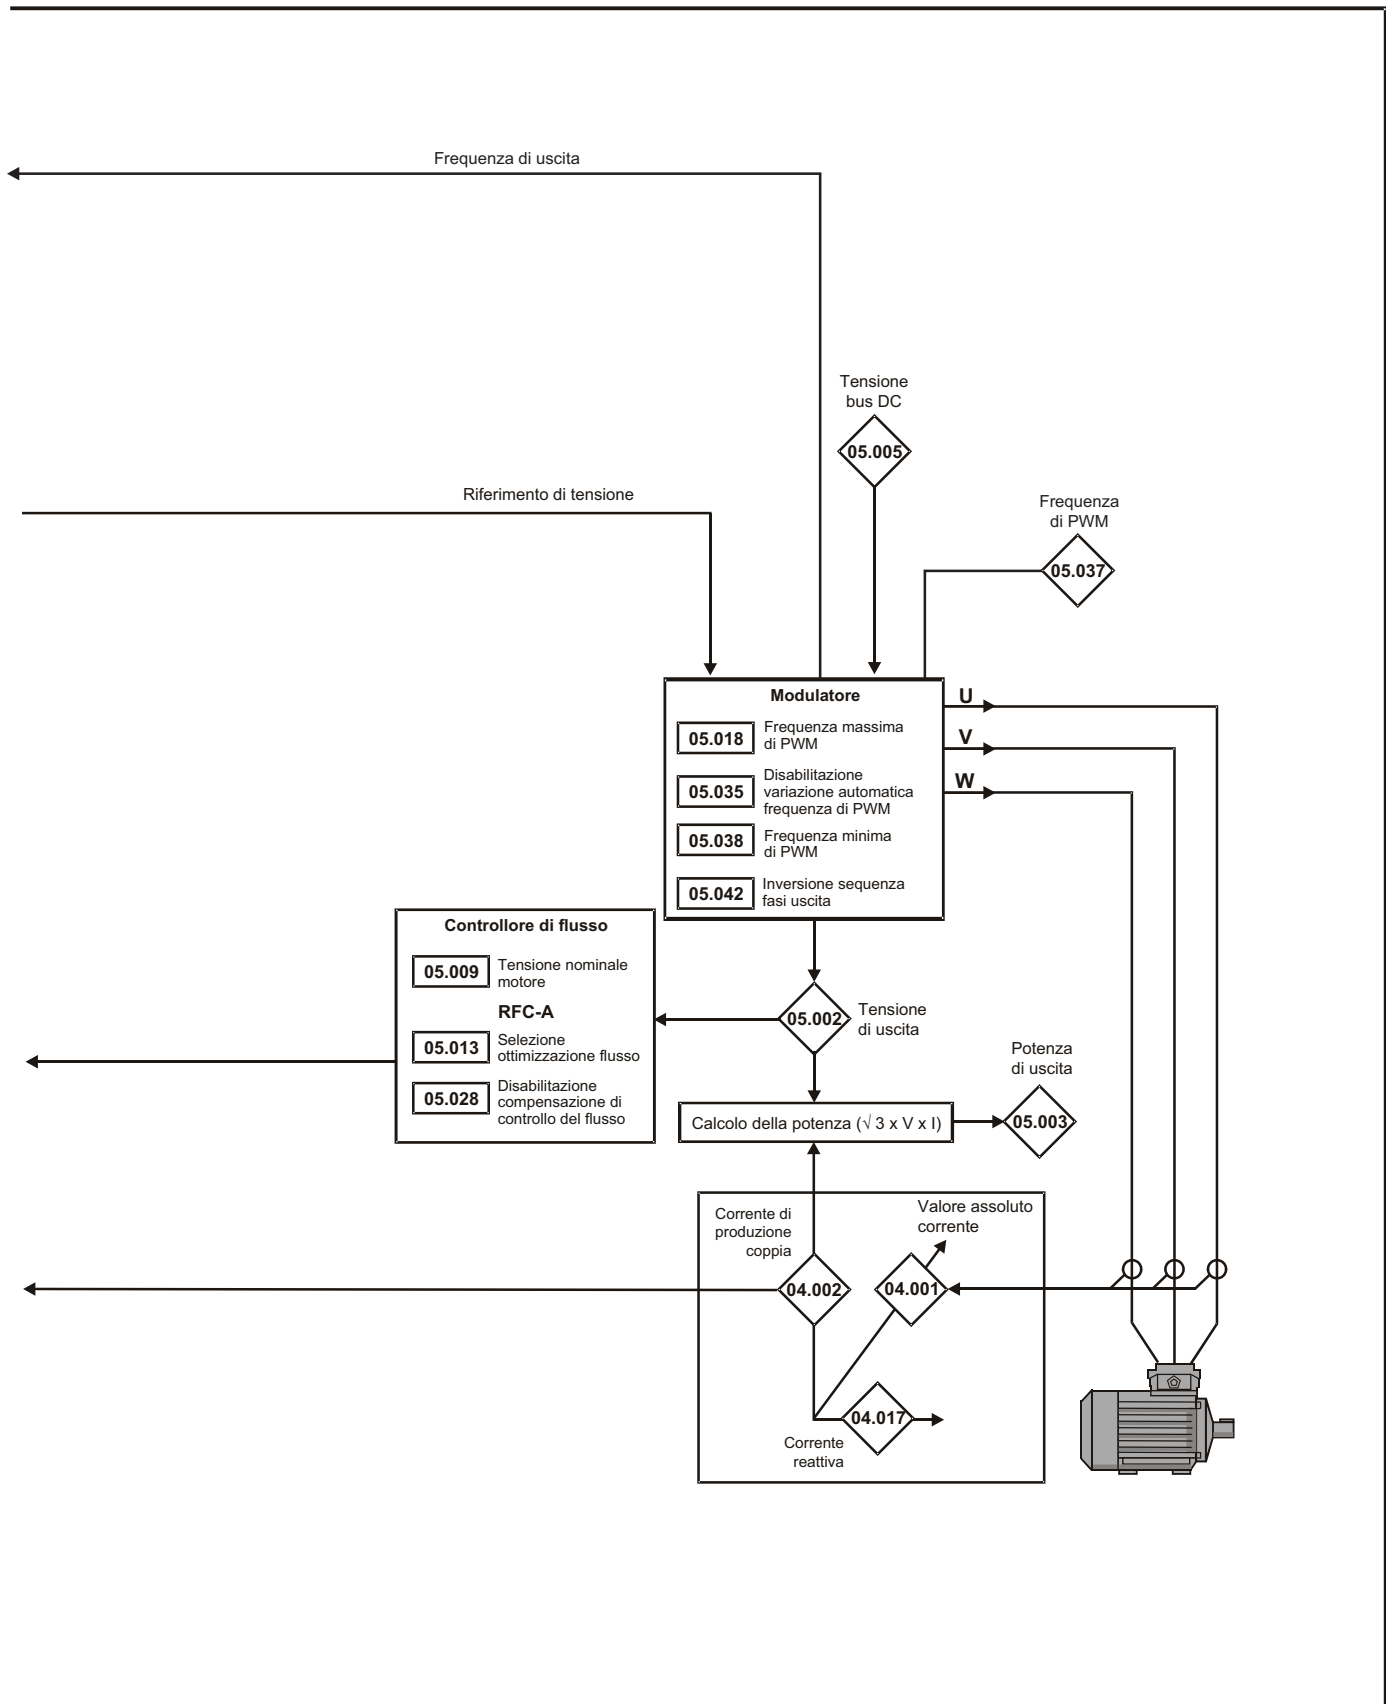 Frequenza di uscita
Tensione
bus DC
05.005
Riferimento di tensione
Frequenza
di PWM
05.037
Modulatore
05.018
Frequenza massima
di PWM
05.035
Disabilitazione
variazione automatica
frequenza di PWM
05.038
Frequenza minima
di PWM
05.042
Inversione sequenza
fasi uscita
U
V
W
Controllore di flusso
05.009
Tensione nominale
motore
RFC-A
05.013
Selezione
ottimizzazione flusso
05.028
Disabilitazione
compensazione di
controllo del flusso
05.002
Tensione
di uscita
Potenza
di uscita
05.003
Calcolo della potenza (√ 3 x V x I)
Corrente di
produzione
coppia
04.002
Valore assoluto
corrente
04.001
04.017
Corrente
reattiva